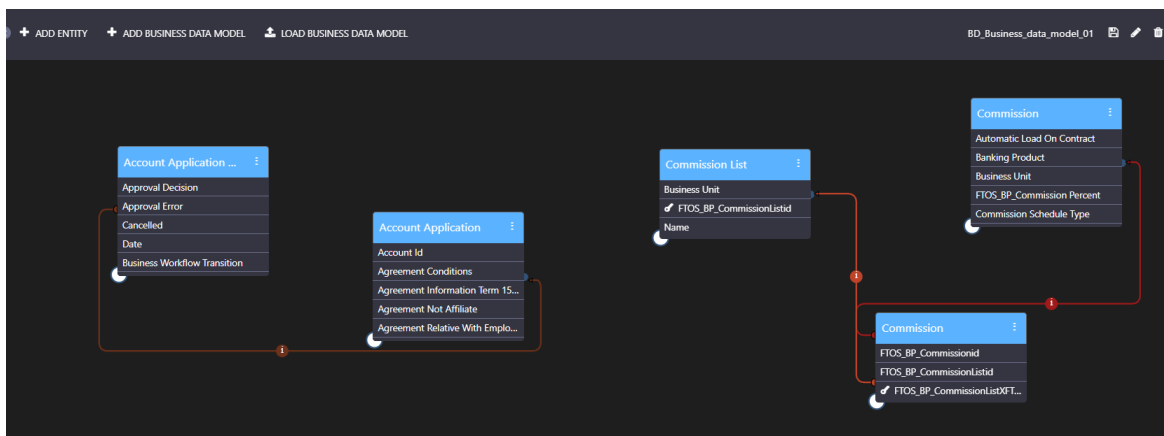 ADD ENTITY
ADD BUSINESS DATA MODEL
LOAD BUSINESS DATA MODEL
BD_Business_data_model_01
Account Application ...
Approval Decision
Approval Error
Cancelled
Date
Business Workflow Transition
Account Application
Account Id
Agreement Conditions
Agreement Information Term 15...
Agreement Not Affiliate
Agreement Relative With Emplo...
Commission List
Business Unit
FTOS_BP_CommissionListid
Name
Commission
Automatic Load On Contract
Banking Product
Business Unit
FTOS_BP_Commission Percent
Commission Schedule Type
Commission
FTOS_BP_Commissionid
FTOS_BP_CommissionListid
FTOS_BP_CommissionListXFT...